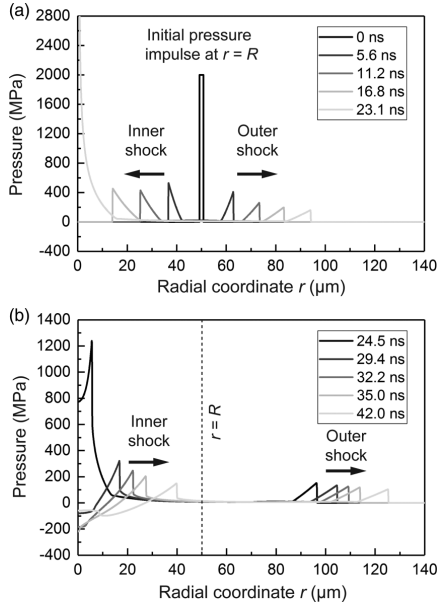 (a)
2800
2400
2000
1600
1200
800
400
0
-400
Pressure (MPa)
Initial pressure
impulse at r = R
0 ns
5.6 ns
11.2 ns
16.8 ns
23.1 ns
Inner
shock
Outer
shock
0 20 40 60 80 100 120 140
Radial coordinate r (µm)
(b)
1400
1200
1000
800
600
400
200
0
-200
-400
Pressure (MPa)
24.5 ns
29.4 ns
32.2 ns
35.0 ns
42.0 ns
Inner
shock
r = R
Outer
shock
0 20 40 60 80 100 120 140
Radial coordinate r (µm)